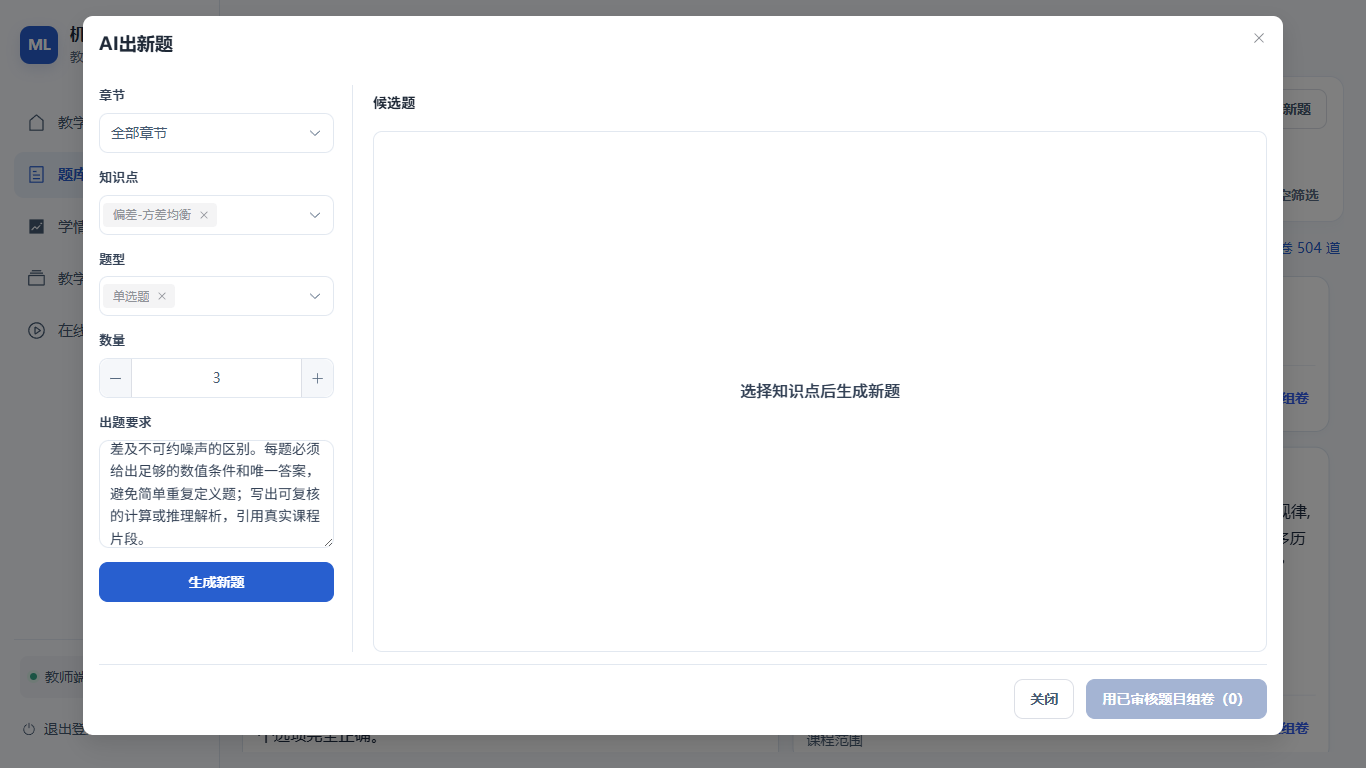 ML
机
教
AI出新题
章节
候选题
新题
全部章节
教学
知识点
题库
空筛选
偏差-方差均衡
学情
卷 504 道
题型
教学
单选题
在线
数量
3
选择知识点后生成新题
组卷
出题要求
差及不可约噪声的区别。每题必须
给出足够的数值条件和唯一答案，
避免简单重复定义题；写出可复核
的计算或推理解析，引用真实课程
片段。
规律,
多历
生成新题
教师端
关闭
用已审核题目组卷（0）
退出登
组卷
个选项完全正确。
课程范围